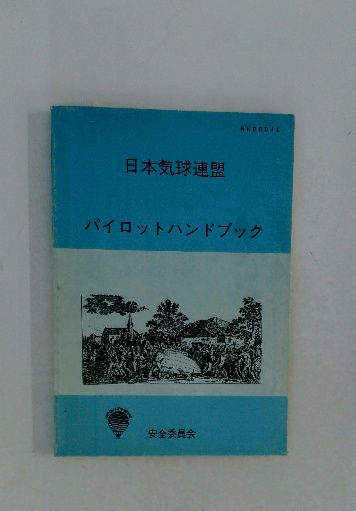 日本気球連盟
パイロットハンドブック
安全委員会